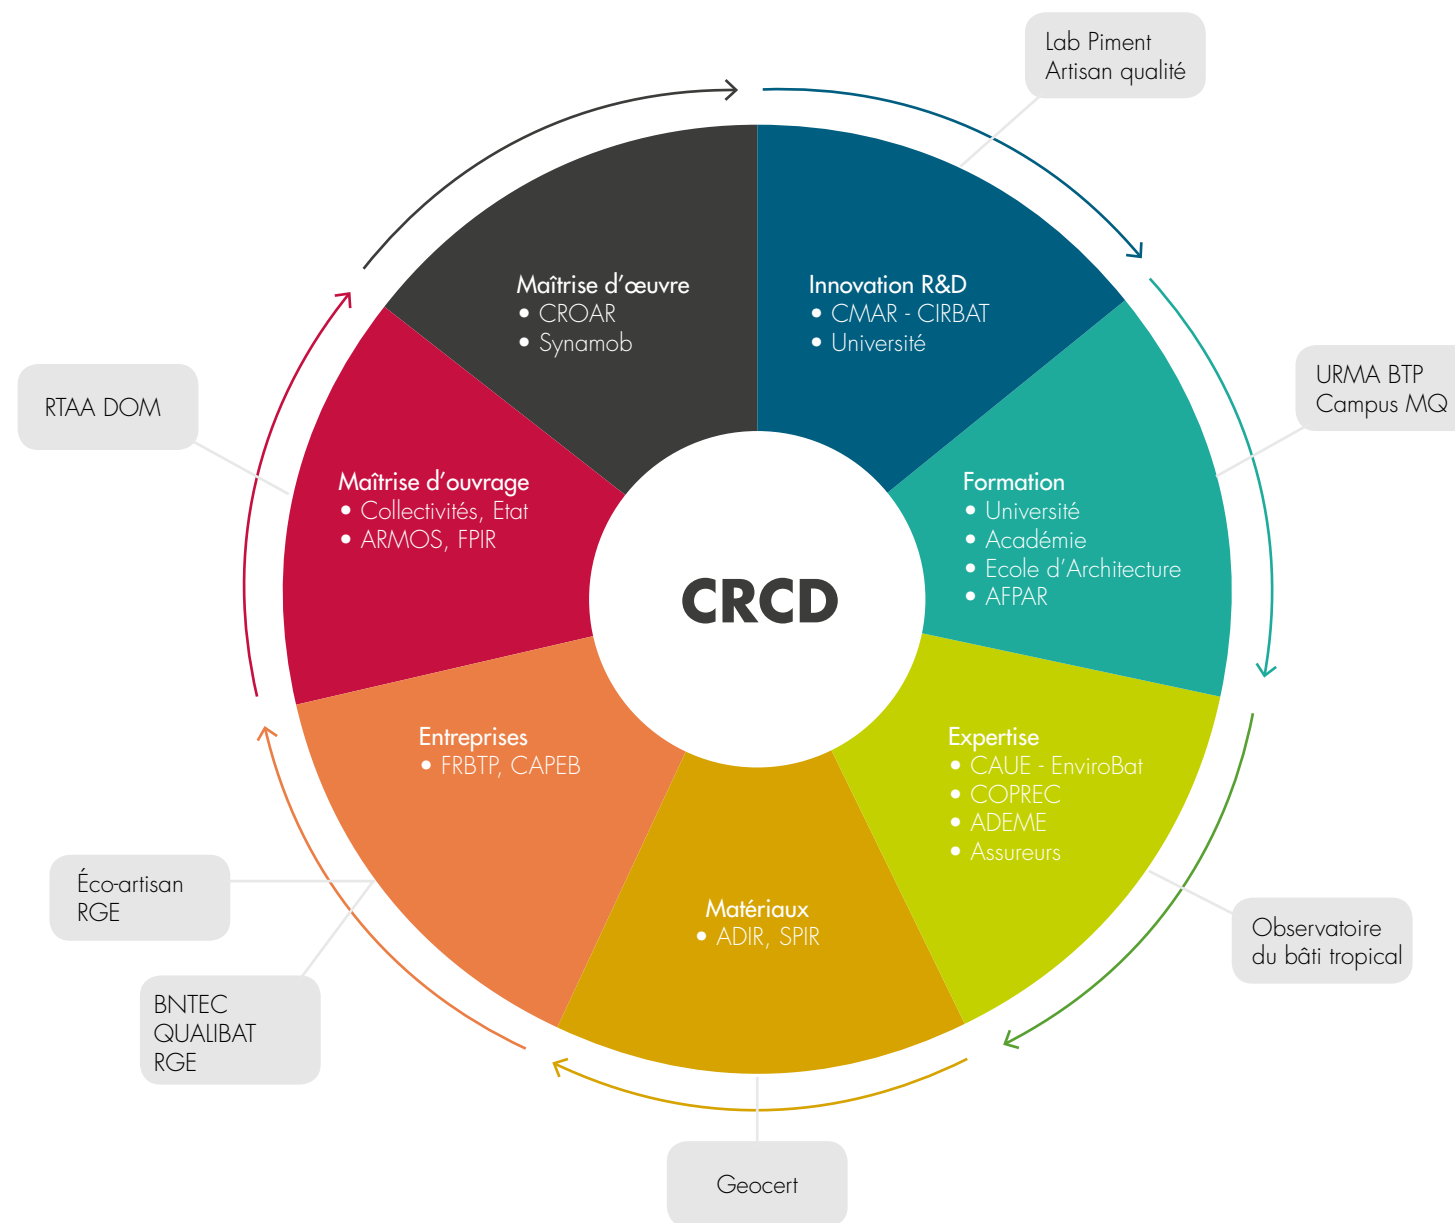 Lab Piment
Artisan qualité
Maîtrise d'œuvre
• CROAR
• Synamob
Innovation R&D
• CMAR - CIRBAT
• Université
URMA BTP
Campus MQ
RTAA DOM
Maîtrise d'ouvrage
• Collectivités, Etat
• ARMOS, FPIR
Formation
• Université
• Académie
• Ecole d'Architecture
• AFPAR
CRCD
Entreprises
• FRBTP, CAPEB
Expertise
• CAUE - EnviroBat
• COPREC
• ADEME
• Assureurs
Matériaux
• ADIR, SPIR
Éco-artisan
RGE
Observatoire
du bâti tropical
BNTEC
QUALIBAT
RGE
Geocert